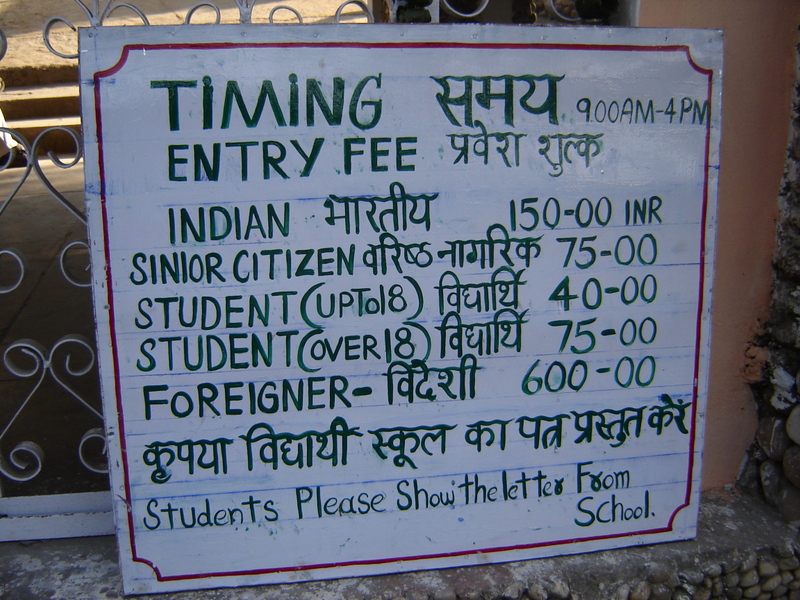 TIMING समय 9.00AM-4PM
ENTRY FEE प्रवेश शुल्क
INDIAN भारतीय 150-00 INR
SINIOR CITIZEN वरिष्ठ नागरिक 75-00
STUDENT (UPTO18) विद्यार्थि 40-00
STUDENT (OVER18) विद्यार्थि 75-00
FOREIGNER- विदेशी 600-00
कृपया विद्यार्थी स्कूल का पत्र प्रस्तुत करें
Students Please Show the letter From
School.